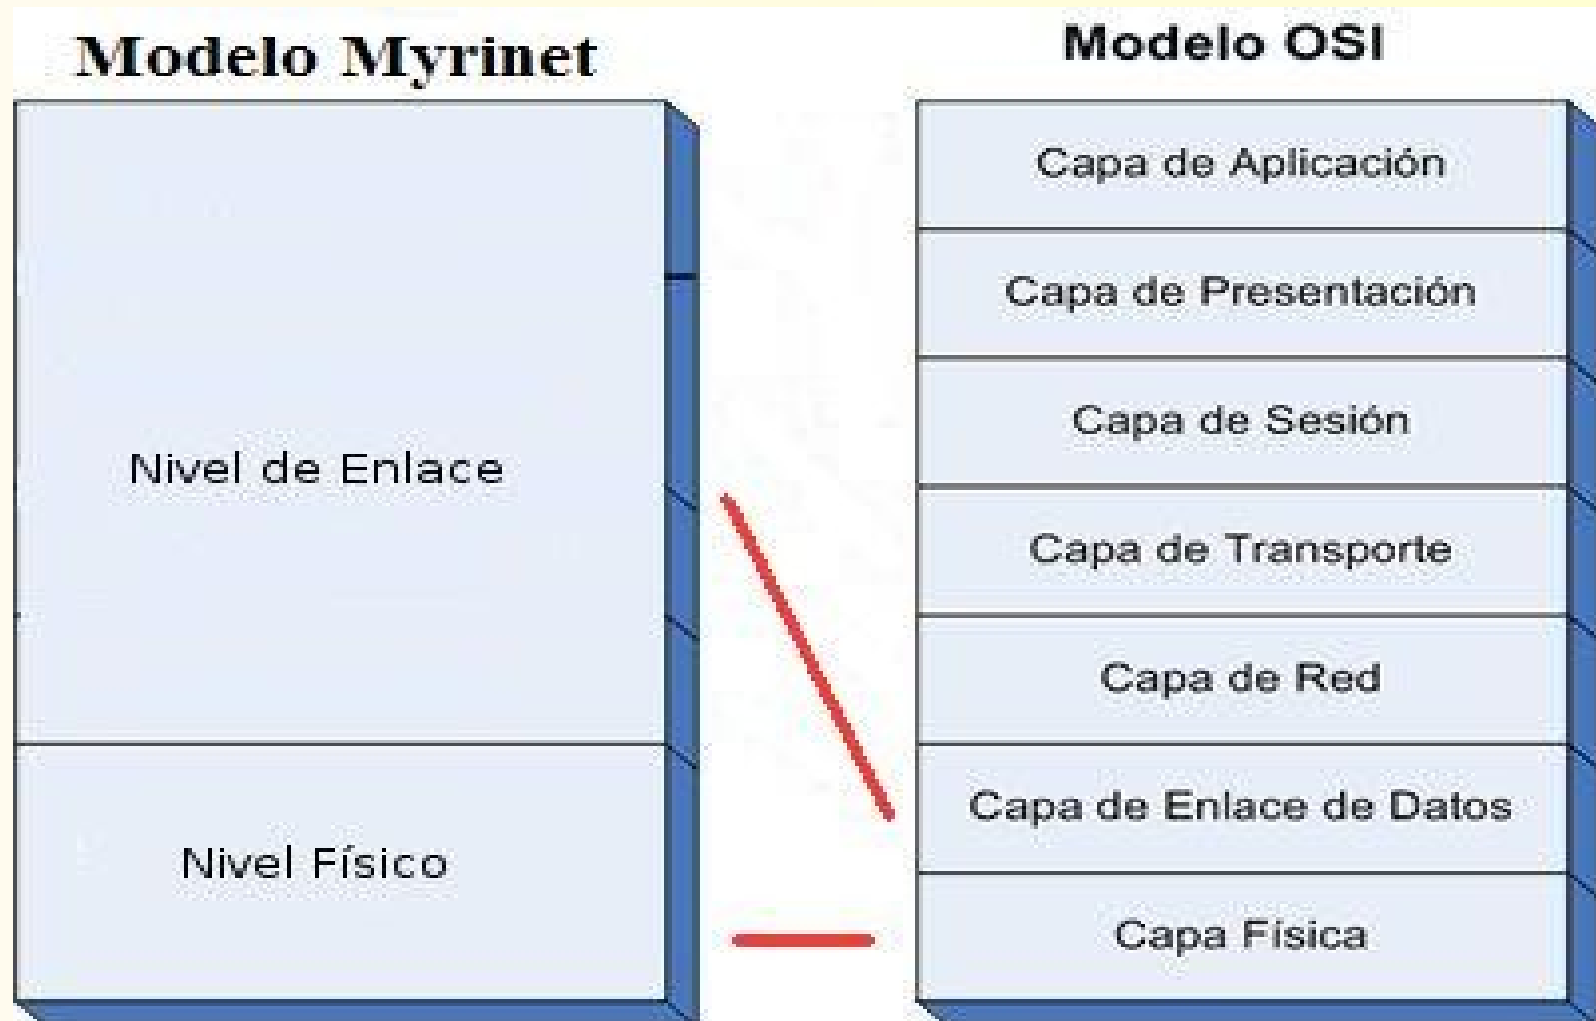 Modelo Myrinet
Nivel de Enlace
Nivel Físico
Modelo OSI
Capa de Aplicación
Capa de Presentación
Capa de Sesión
Capa de Transporte
Capa de Red
Capa de Enlace de Datos
Capa Física